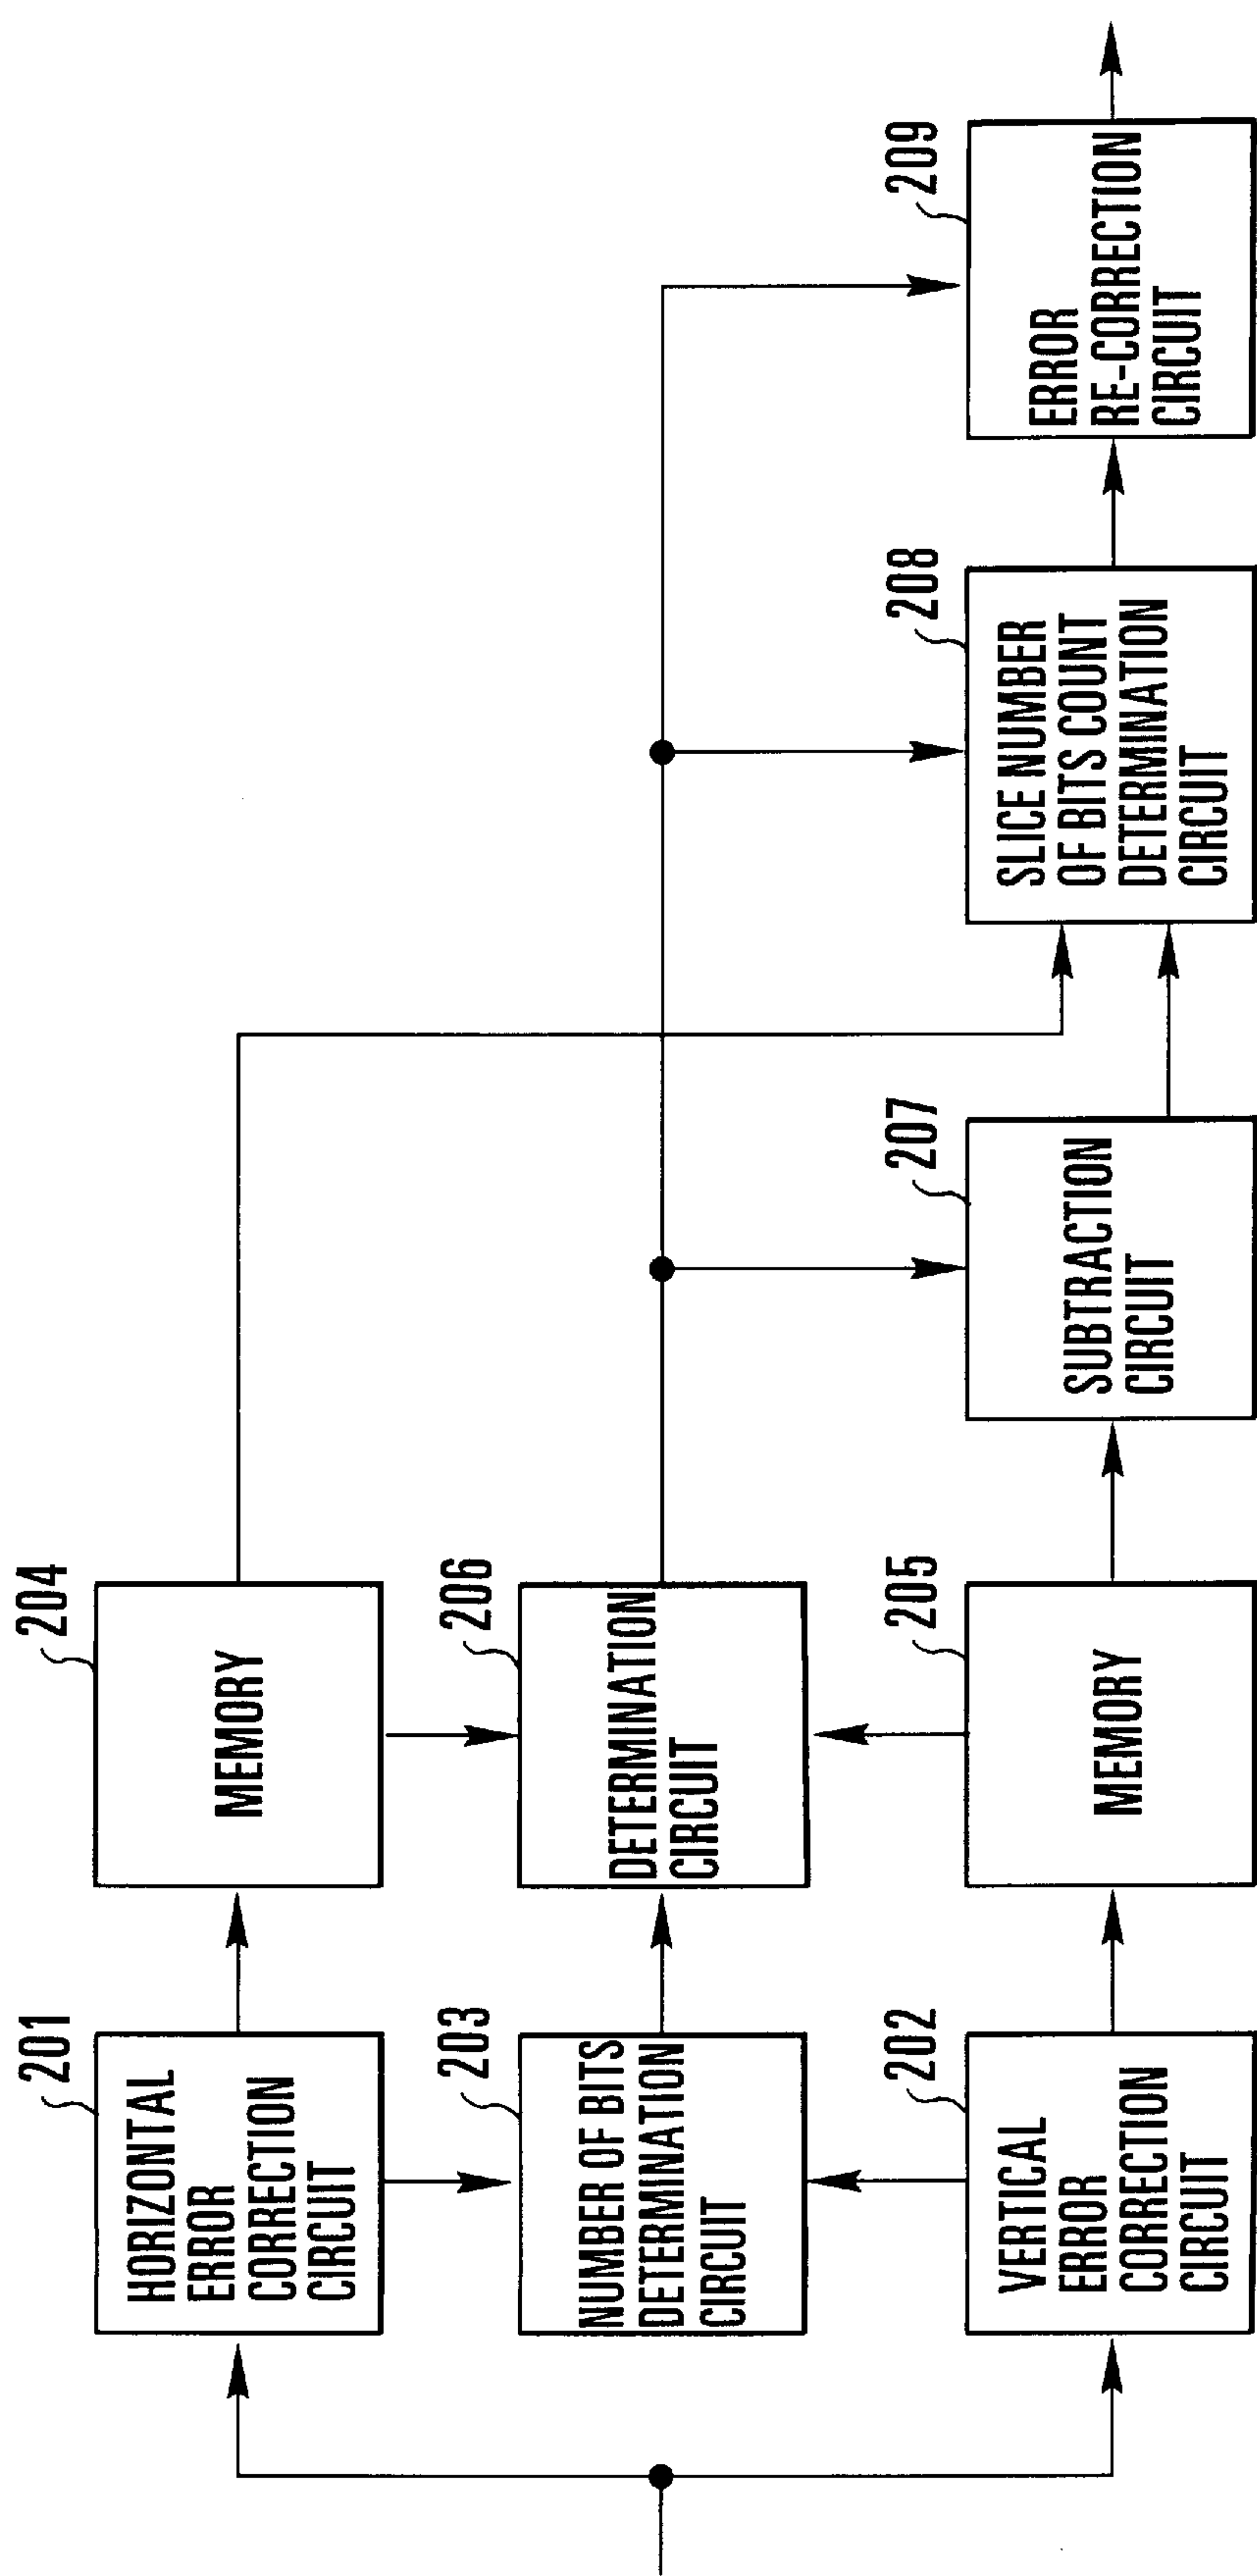 201
HORIZONTAL
ERROR
CORRECTION
CIRCUIT
204
MEMORY
203
NUMBER OF BITS
DETERMINATION
CIRCUIT
206
DETERMINATION
CIRCUIT
202
VERTICAL
ERROR
CORRECTION
CIRCUIT
205
MEMORY
207
SUBTRACTION
CIRCUIT
208
SLICE NUMBER
OF BITS COUNT
DETERMINATION
CIRCUIT
209
ERROR
RE-CORRECTION
CIRCUIT